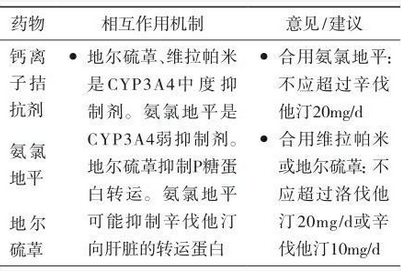 药物 相互作用机制 意见/建议
钙离 • 地尔硫䓬、维拉帕米 • 合用氨氯地平:
子拮 是CYP3A4中度抑 不应超过辛伐
抗剂 制剂。氨氯地平是 他汀20mg/d
氨氯 CYP3A4弱抑制剂。 • 合用维拉帕米
地平 地尔硫䓬抑制P糖蛋 或地尔硫䓬:不
白转运。氨氯地平 应超过洛伐他
地尔 可能抑制辛伐他汀 汀20mg/d或辛
硫䓬 向肝脏的转运蛋白 伐他汀10mg/d